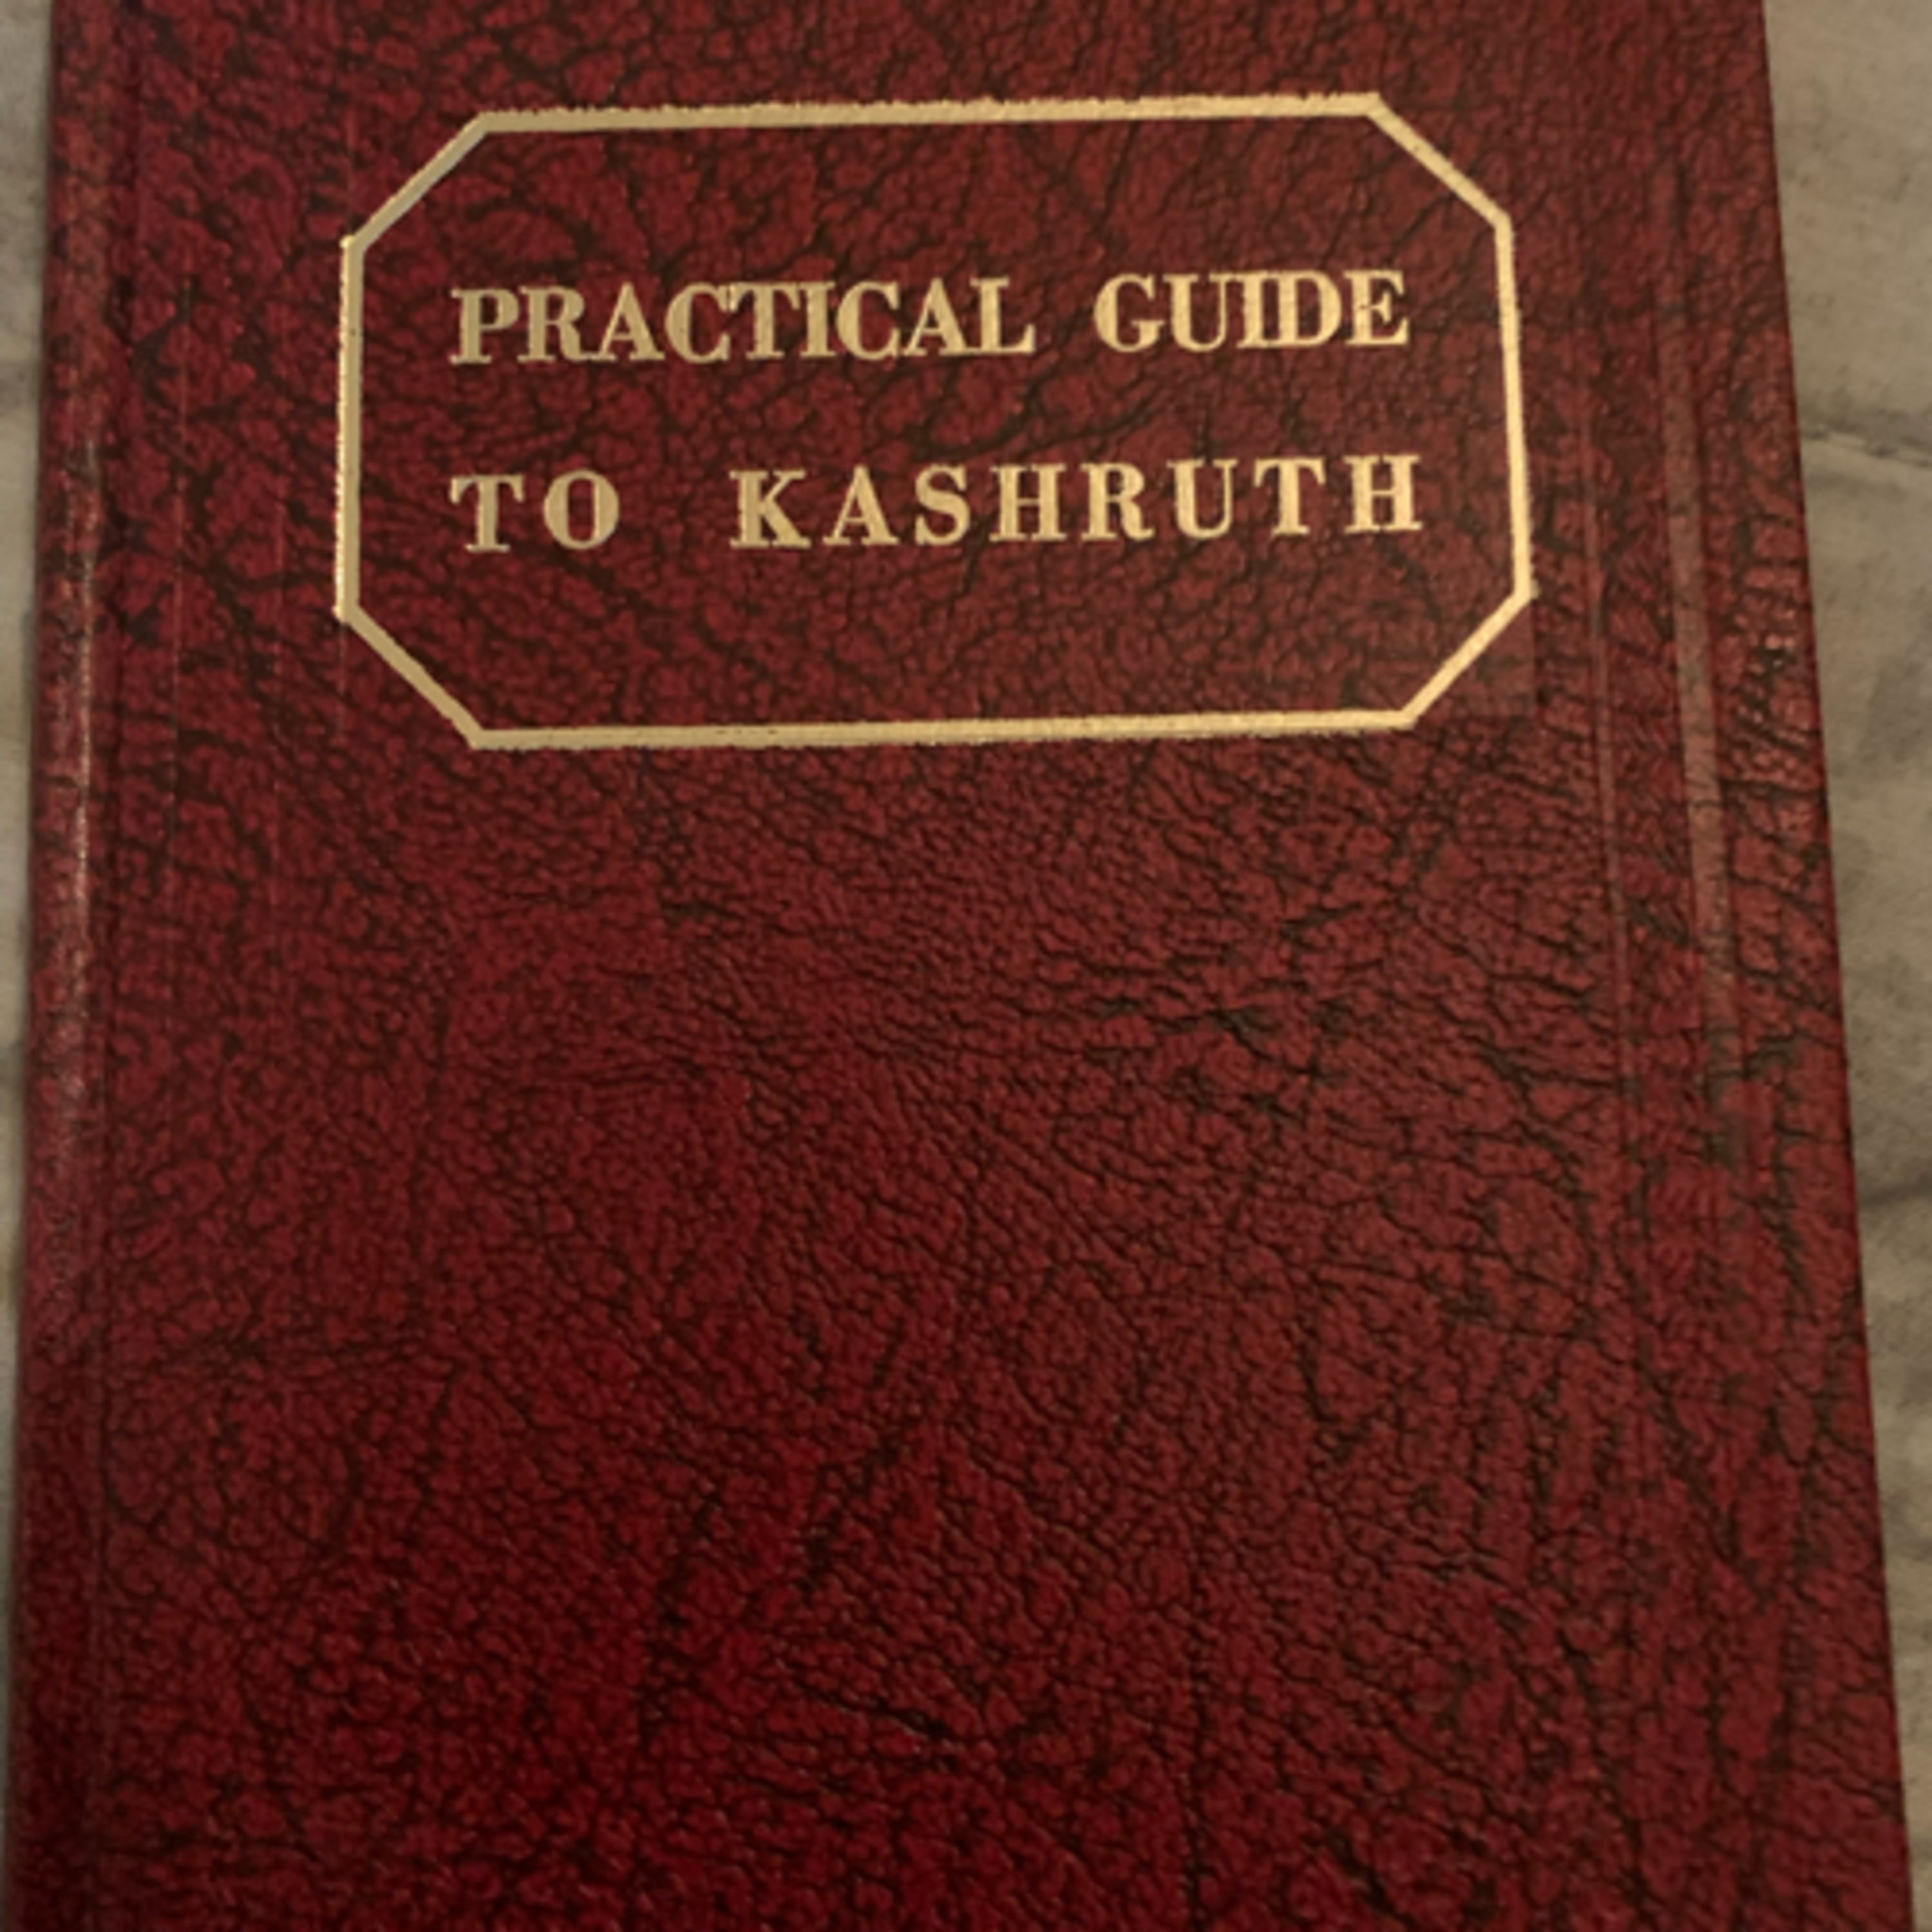 PRACTICAL GUIDE
TO KASHRUTH